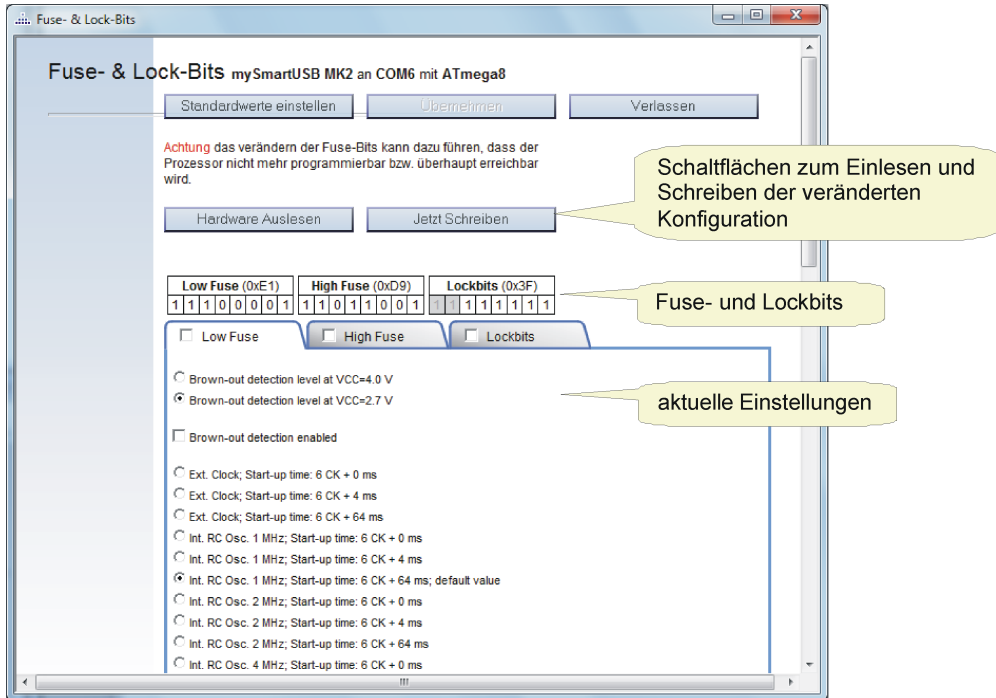 Fuse- & Lock-Bits
Fuse- & Lock-Bits mySmartUSB MK2 an COM6 mit ATmega8
Standardwerte einstellen Übernehmen Verlassen
Achtung das verändern der Fuse-Bits kann dazu führen, dass der
Prozessor nicht mehr programmierbar bzw. überhaupt erreichbar
wird.
Schaltflächen zum Einlesen und
Schreiben der veränderten
Konfiguration
Hardware Auslesen Jetzt Schreiben
Low Fuse (0xE1) High Fuse (0xD9) Lockbits (0x3F)
1 1 1 0 0 0 0 1 1 1 0 1 1 0 0 1 1 1 1 1 1 1 1 1
Fuse- und Lockbits
Low Fuse High Fuse Lockbits
Brown-out detection level at VCC=4.0 V
Brown-out detection level at VCC=2.7 V
aktuelle Einstellungen
Brown-out detection enabled
Ext. Clock; Start-up time: 6 CK + 0 ms
Ext. Clock; Start-up time: 6 CK + 4 ms
Ext. Clock; Start-up time: 6 CK + 64 ms
Int. RC Osc. 1 MHz; Start-up time: 6 CK + 0 ms
Int. RC Osc. 1 MHz; Start-up time: 6 CK + 4 ms
Int. RC Osc. 1 MHz; Start-up time: 6 CK + 64 ms; default value
Int. RC Osc. 2 MHz; Start-up time: 6 CK + 0 ms
Int. RC Osc. 2 MHz; Start-up time: 6 CK + 4 ms
Int. RC Osc. 2 MHz; Start-up time: 6 CK + 64 ms
Int. RC Osc. 4 MHz; Start-up time: 6 CK + 0 ms